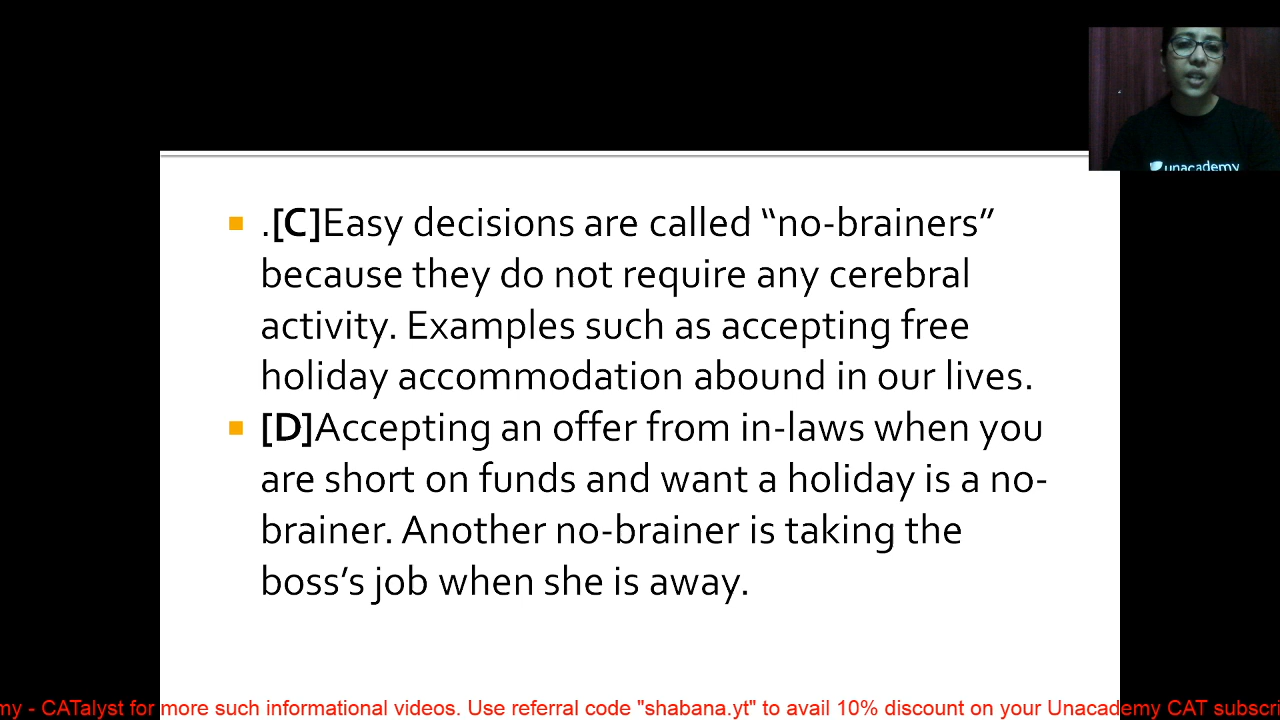 unacademy
.[C]Easy decisions are called “no-brainers”
because they do not require any cerebral
activity. Examples such as accepting free
holiday accommodation abound in our lives.
[D]Accepting an offer from in-laws when you
are short on funds and want a holiday is a no-
brainer. Another no-brainer is taking the
boss’s job when she is away.
my - CATalyst for more such informational videos. Use referral code "shabana.yt" to avail 10% discount on your Unacademy CAT subscri